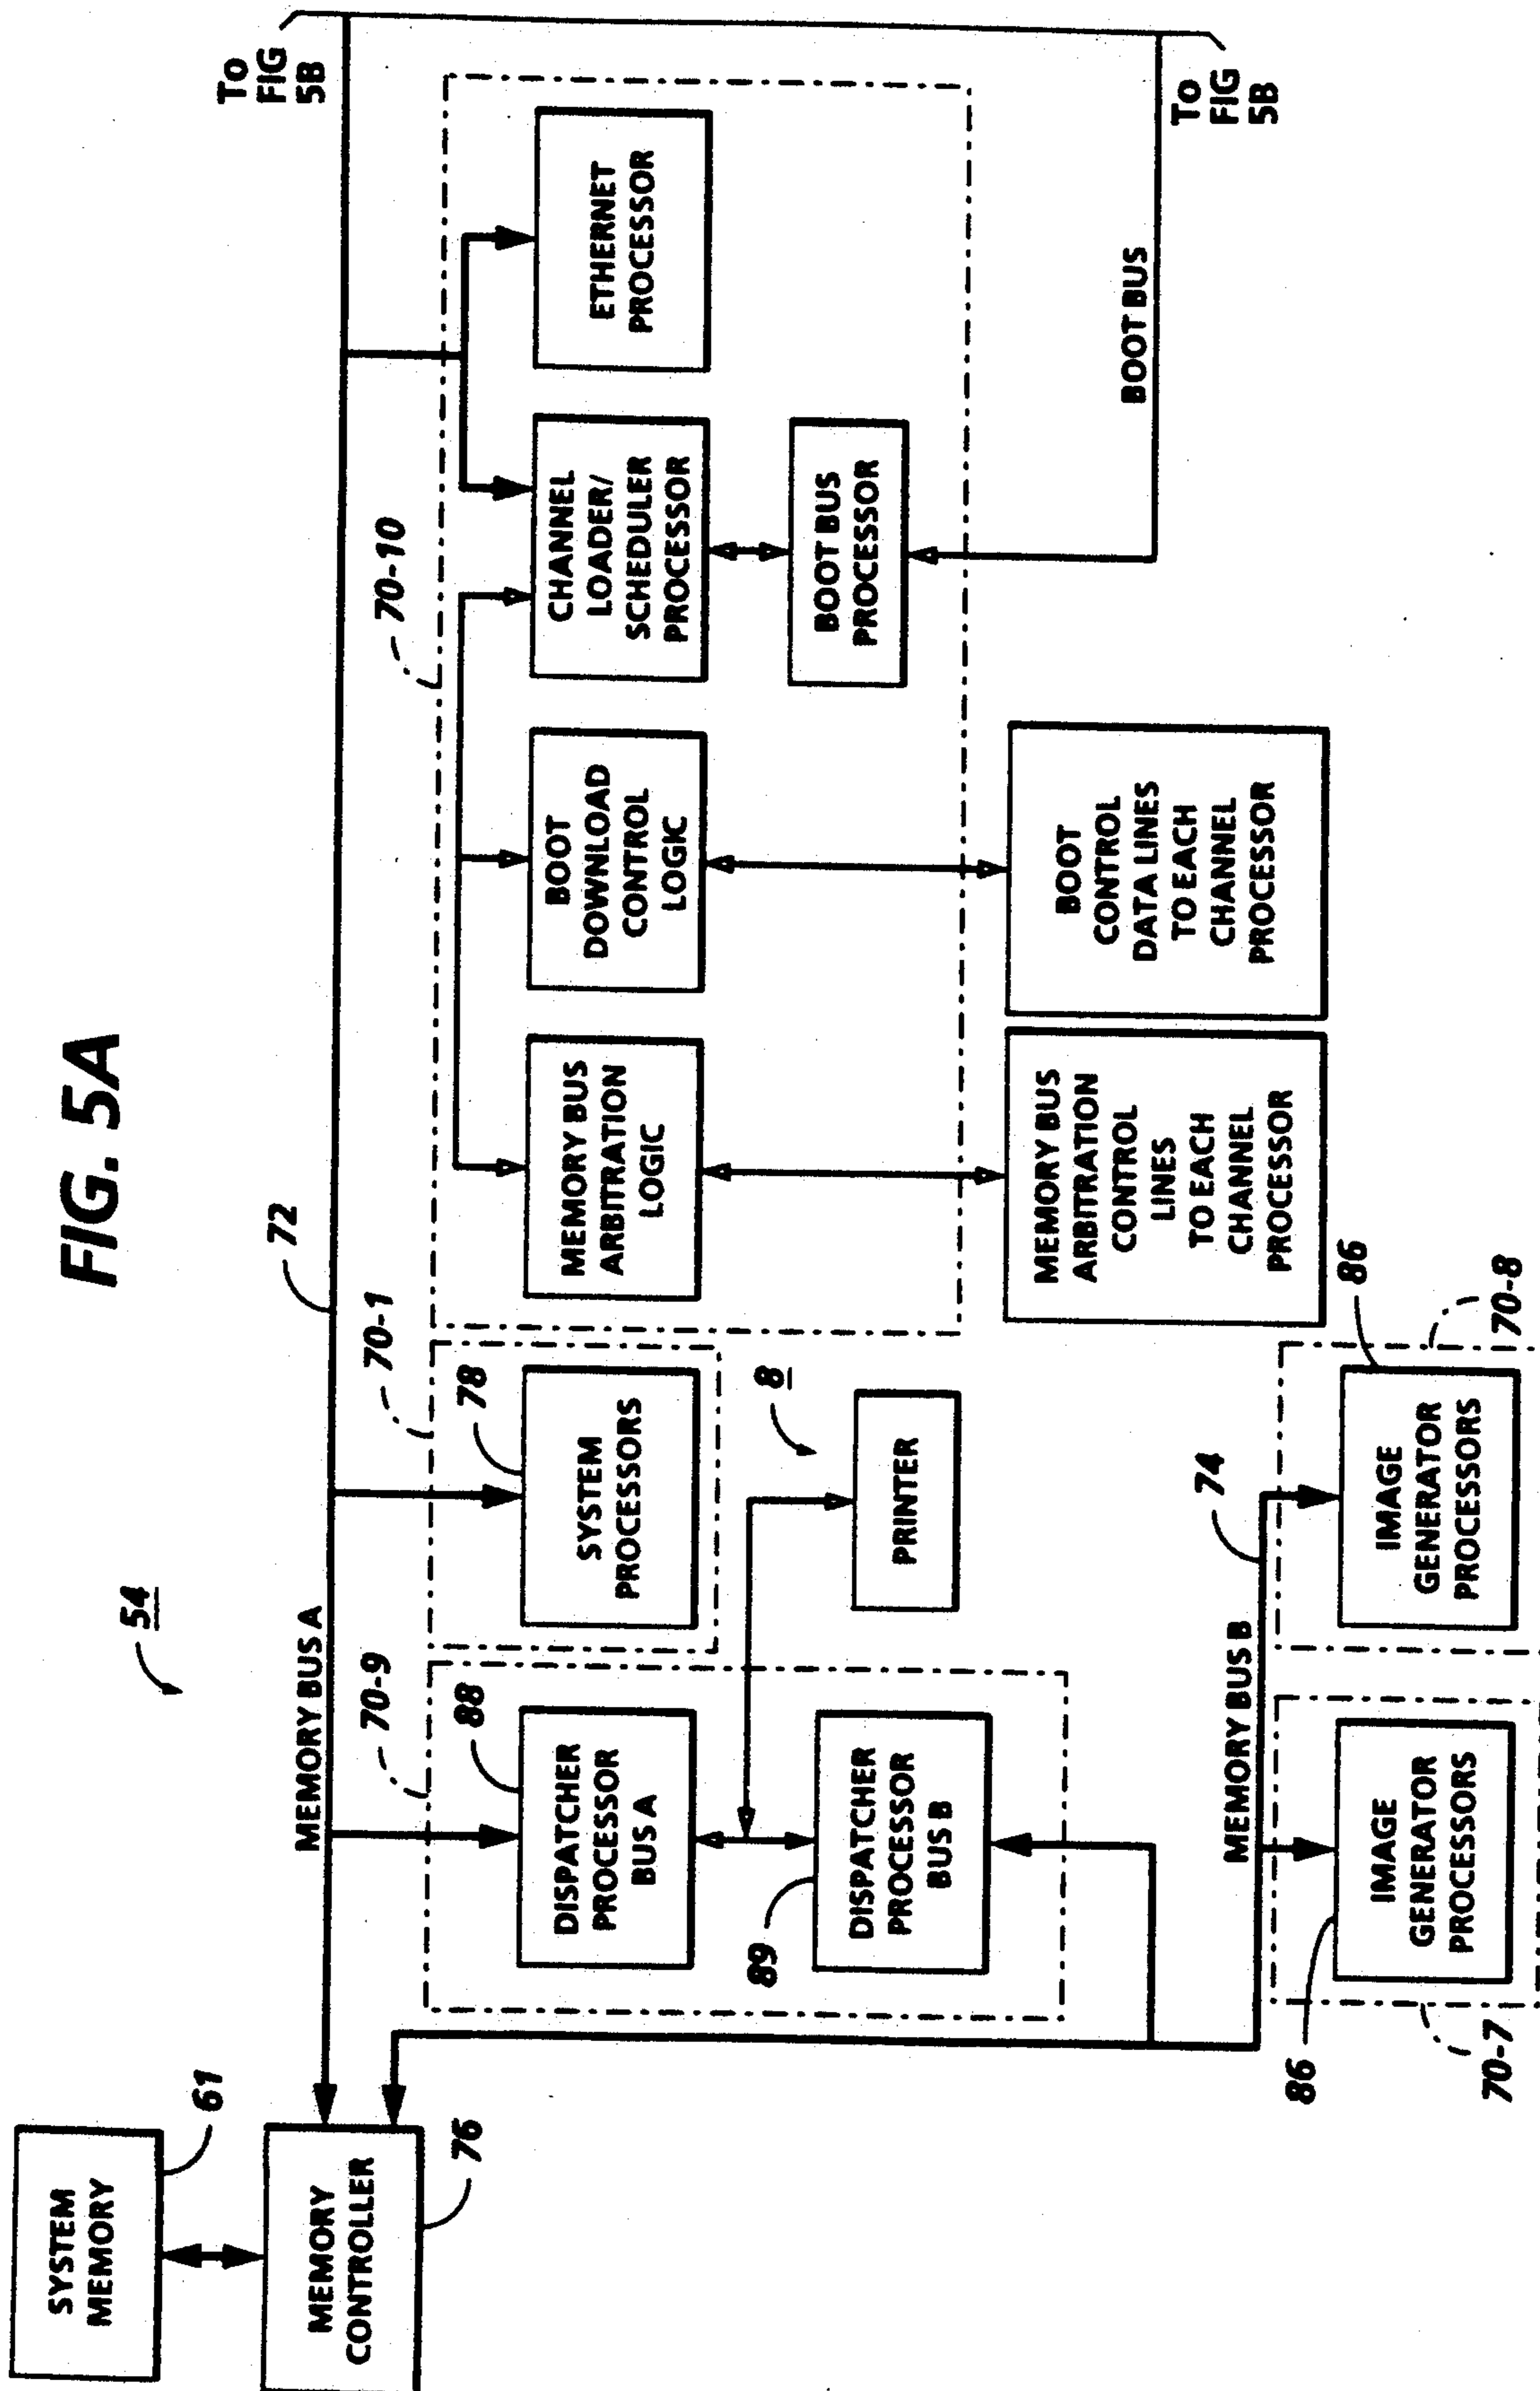 FIG. 5A
54
SYSTEM
MEMORY
61
MEMORY
CONTROLLER
76
MEMORY BUS A
72
To
FIG
5B
70-9
88
DISPATCHER
PROCESSOR
BUS A
89
DISPATCHER
PROCESSOR
BUS B
70-1
78
SYSTEM
PROCESSORS
8
PRINTER
70-10
MEMORY BUS
ARBITRATION
LOGIC
BOOT
DOWNLOAD
CONTROL
LOGIC
CHANNEL
LOADER/
SCHEDULER
PROCESSOR
ETHERNET
PROCESSOR
BOOT BUS
PROCESSOR
MEMORY BUS
ARBITRATION
CONTROL
LINES
TO EACH
CHANNEL
PROCESSOR
BOOT
CONTROL
DATA LINES
TO EACH
CHANNEL
PROCESSOR
BOOT BUS
To
FIG
5B
MEMORY BUS B
74
86
IMAGE
GENERATOR
PROCESSORS
70-7
86
IMAGE
GENERATOR
PROCESSORS
70-8